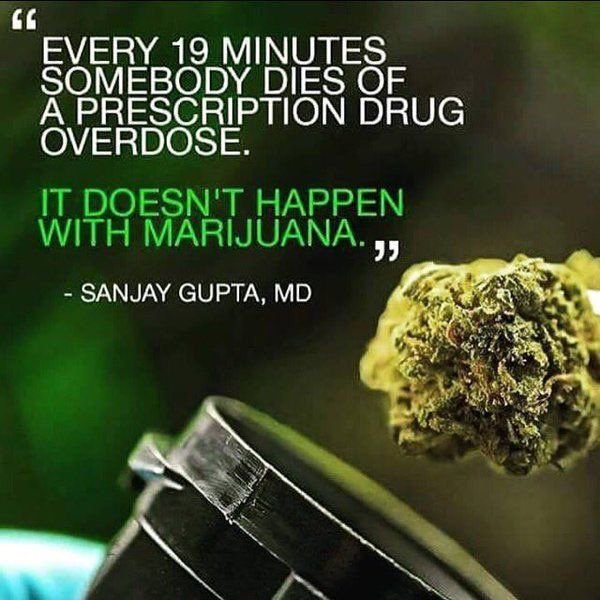 “
EVERY 19 MINUTES
SOMEBODY DIES OF
A PRESCRIPTION DRUG
OVERDOSE.
IT DOESN'T HAPPEN
WITH MARIJUANA. ”
- SANJAY GUPTA, MD